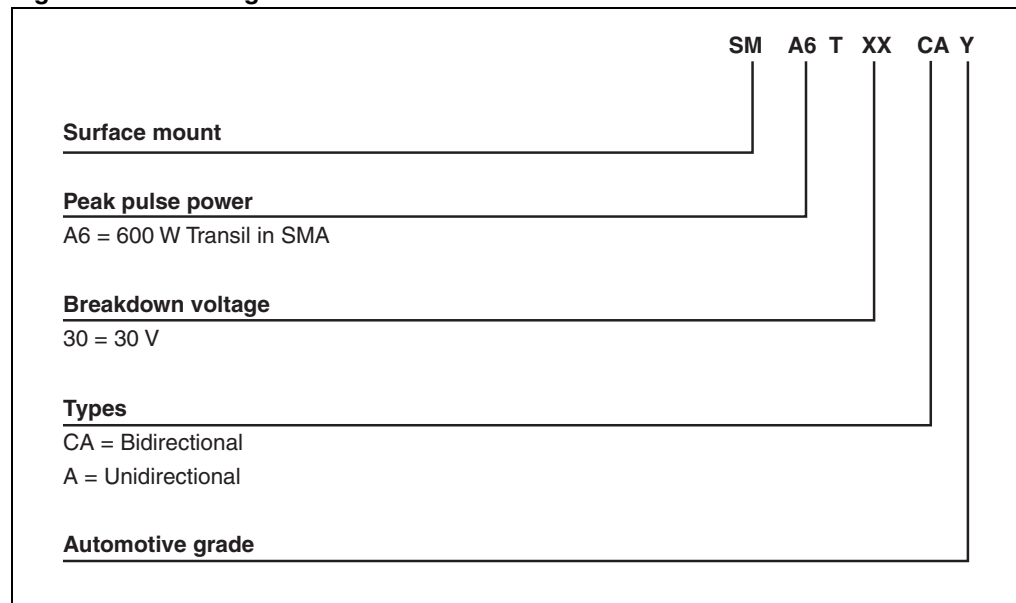 SM A6 T XX CA Y
Surface mount
Peak pulse power
A6 = 600 W Transil in SMA
Breakdown voltage
30 = 30 V
Types
CA = Bidirectional
A = Unidirectional
Automotive grade